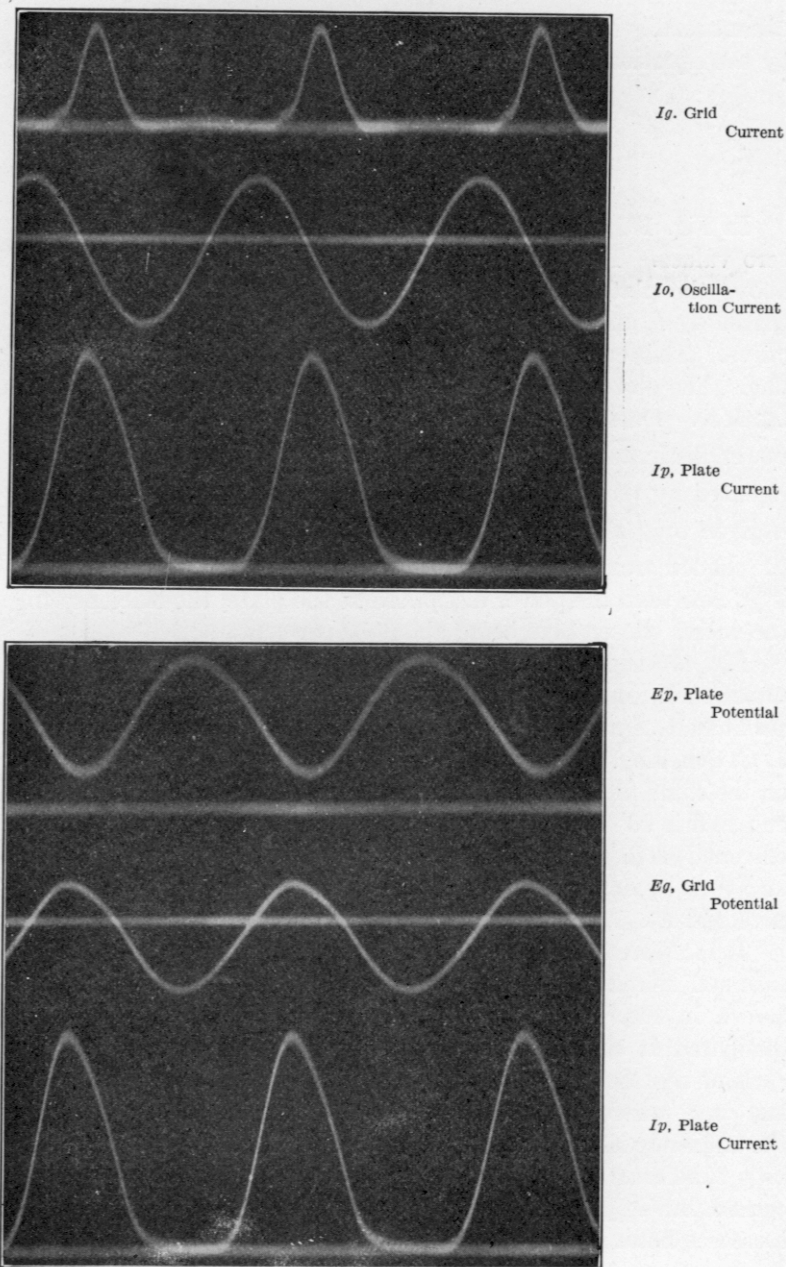 Ig. Grid
Current
Io, Oscilla-
tion Current
Ip, Plate
Current
Ep, Plate
Potential
Eg, Grid
Potential
Ip, Plate
Current